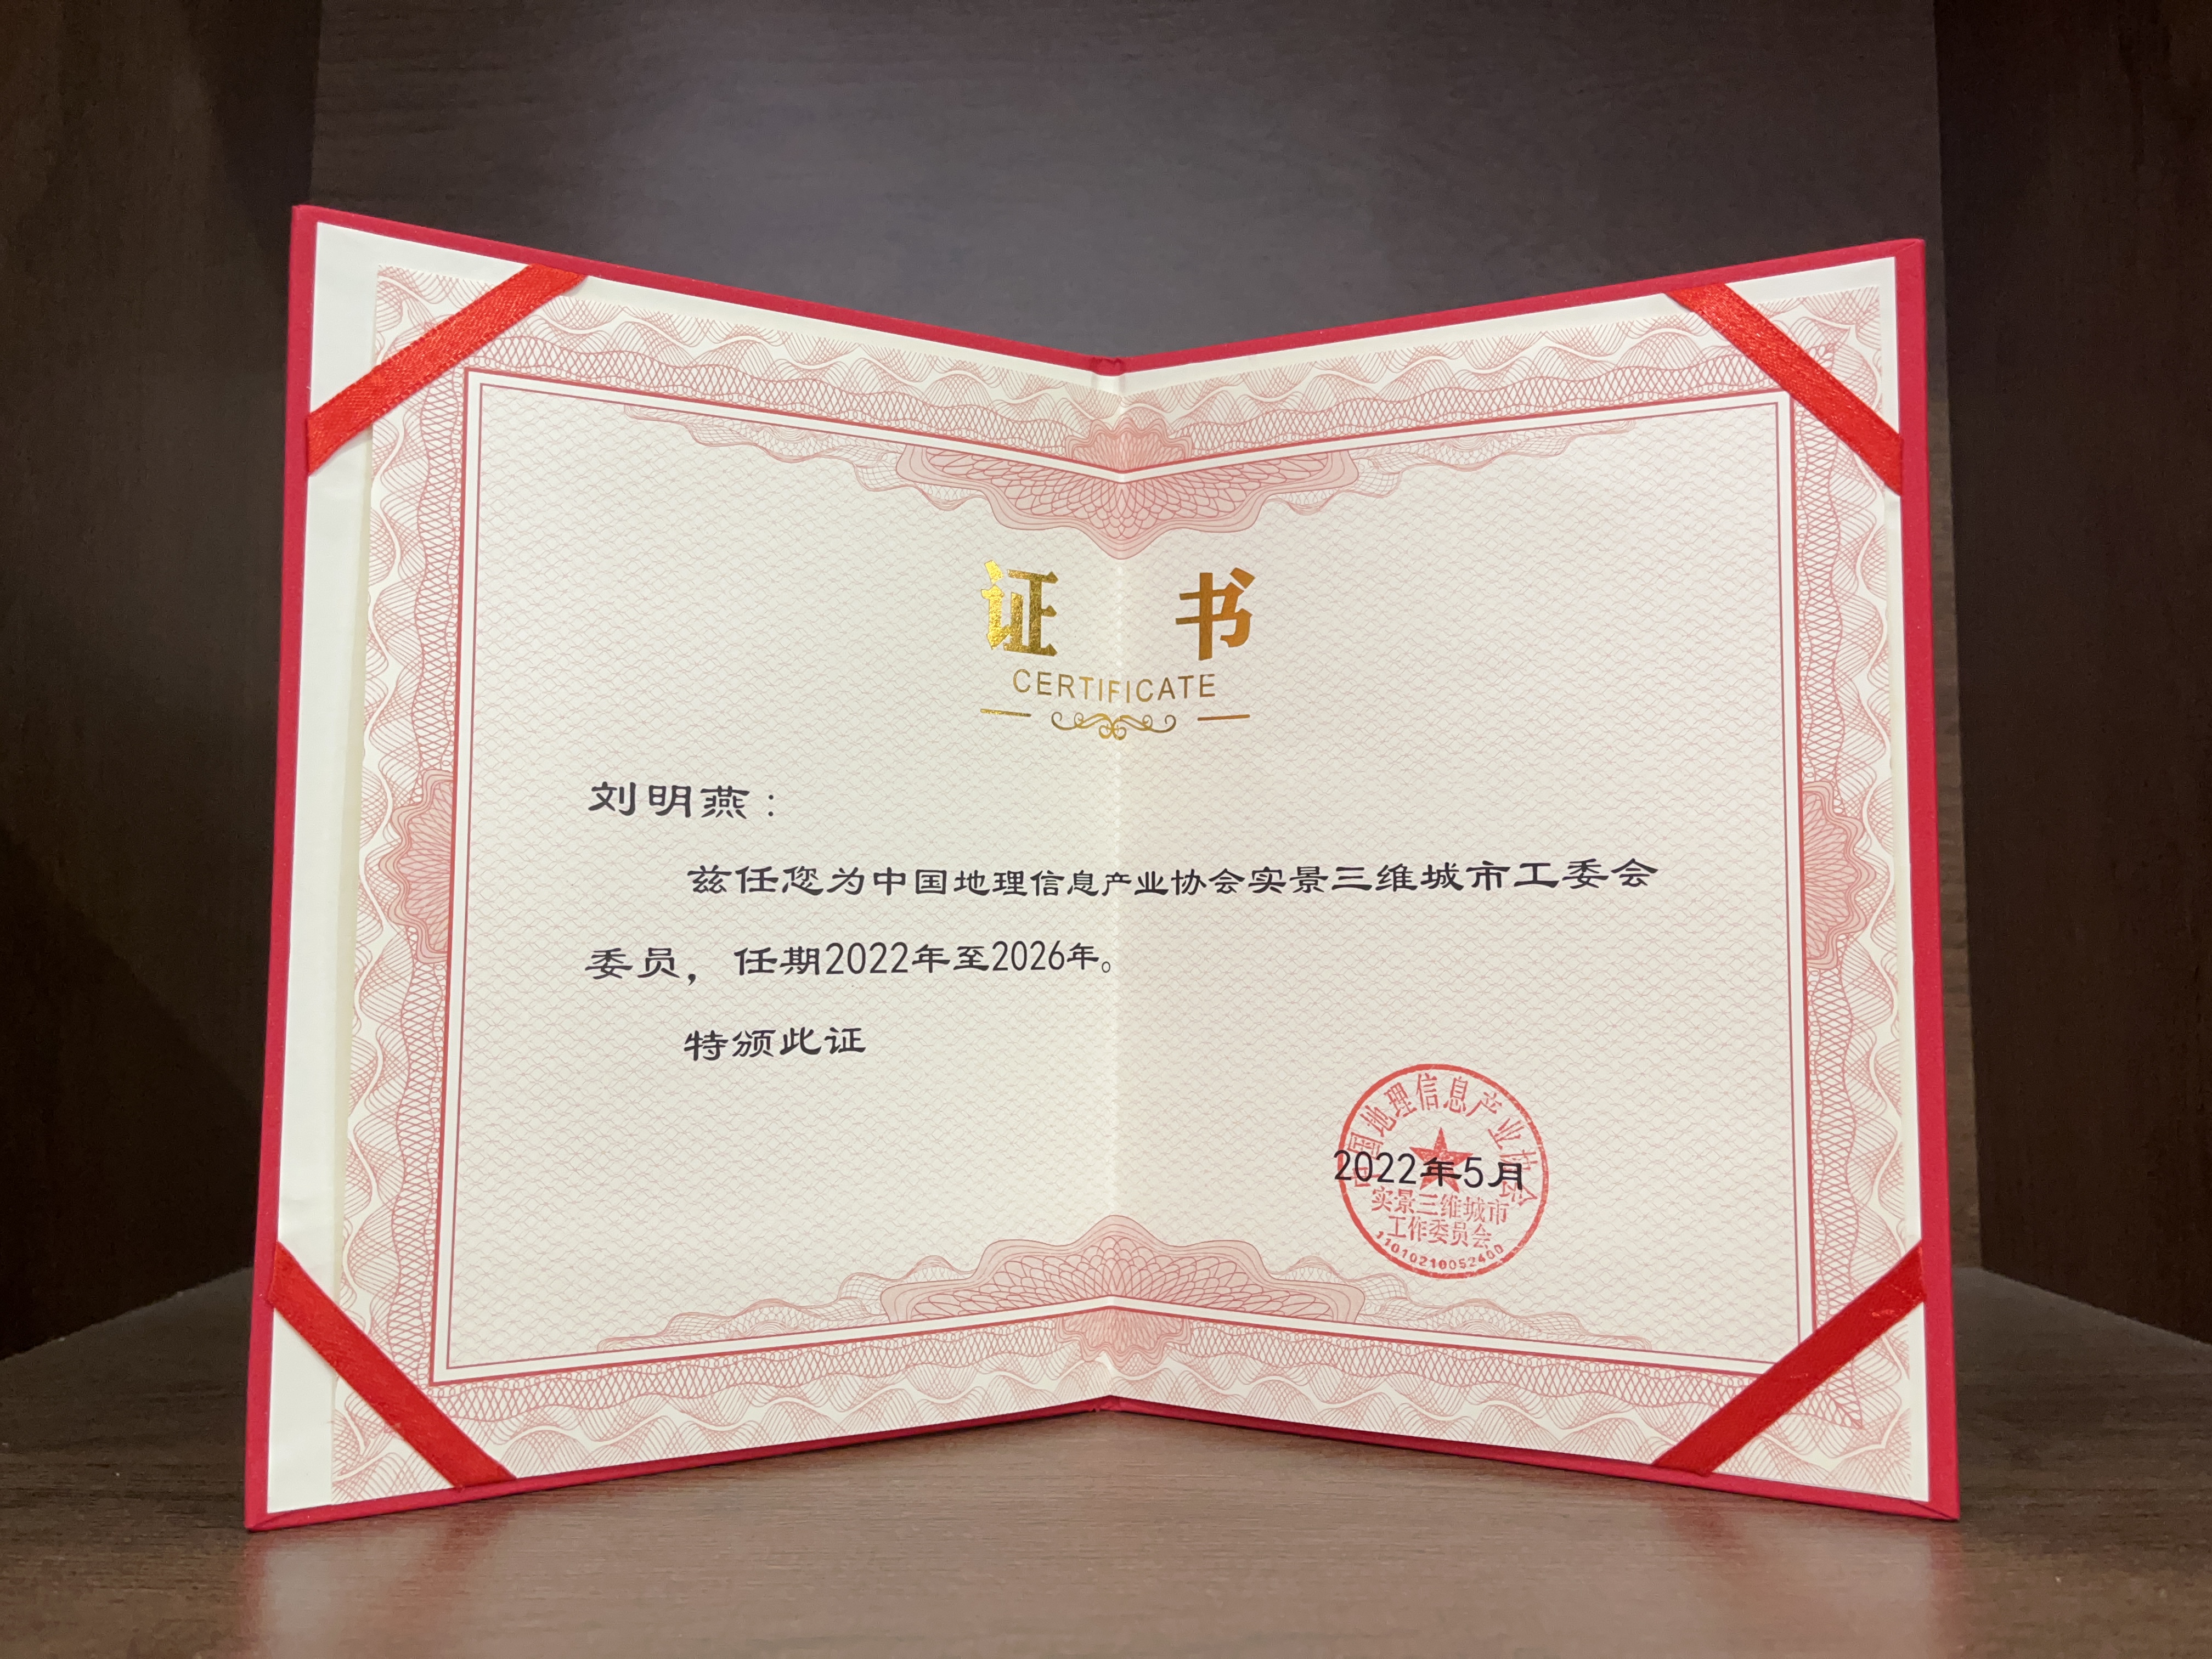 证 书
CERTIFICATE
刘明燕：
兹任您为中国地理信息产业协会实景三维城市工委会
委员，任期2022年至2026年。
特颁此证
中国地理信息产业协会
2022年5月
实景三维城市
工作委员会
11010210052400